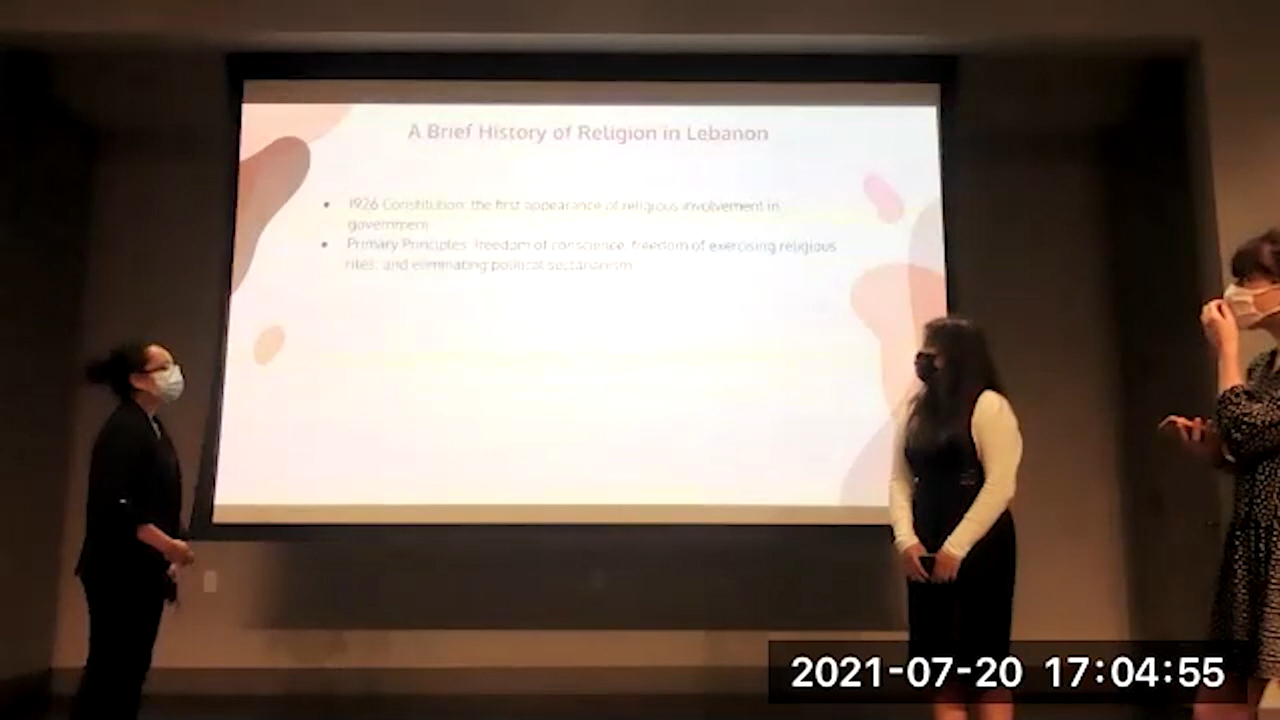 A Brief History of Religion in Lebanon
1926 Constitution: the first appearance of religious involvement in
government
Primary Principles: freedom of conscience, freedom of exercising religious
rites, and eliminating political sectarianism
2021-07-20 17:04:55